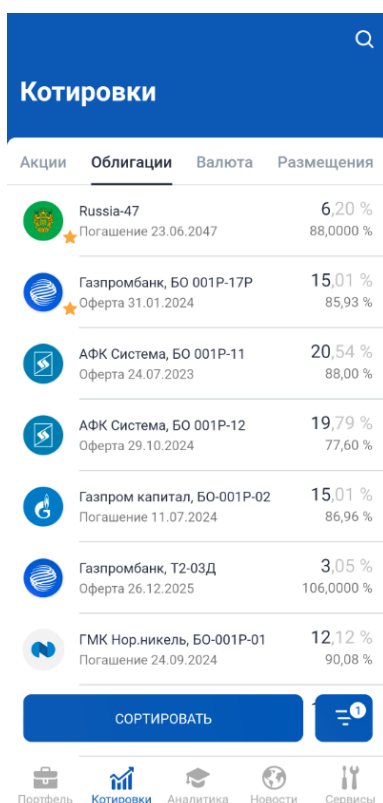 Котировки
Акции Облигации Валюта Размещения
Russia-47 6,20 %
Погашение 23.06.2047 88,0000 %
Газпромбанк, БО 001Р-17Р 15,01 %
Оферта 31.01.2024 85,93 %
АФК Система, БО 001Р-11 20,54 %
Оферта 24.07.2023 88,00 %
АФК Система, БО 001Р-12 19,79 %
Оферта 29.10.2024 77,60 %
Газпром капитал, БО-001Р-02 15,01 %
Погашение 11.07.2024 86,96 %
Газпромбанк, Т2-03Д 3,05 %
Оферта 26.12.2025 106,0000 %
ГМК Нор.никель, БО-001Р-01 12,12 %
Погашение 24.09.2024 90,08 %
СОРТИРОВАТЬ 1
Портфель Котировки Аналитика Новости Сервисы